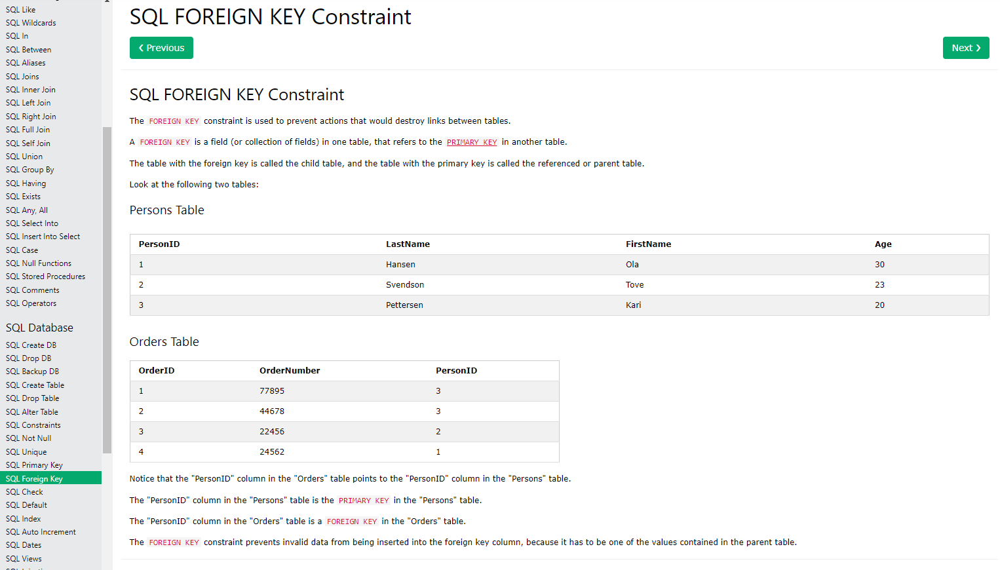 SQL Like
SQL Wildcards
SQL In
SQL Between
SQL Aliases
SQL Joins
SQL Inner Join
SQL Left Join
SQL Right Join
SQL Full Join
SQL Self Join
SQL Union
SQL Group By
SQL Having
SQL Exists
SQL Any, All
SQL Select Into
SQL Insert Into Select
SQL Case
SQL Null Functions
SQL Stored Procedures
SQL Comments
SQL Operators
SQL Database
SQL Create DB
SQL Drop DB
SQL Backup DB
SQL Create Table
SQL Drop Table
SQL Alter Table
SQL Constraints
SQL Not Null
SQL Unique
SQL Primary Key
SQL Foreign Key
SQL Check
SQL Default
SQL Index
SQL Auto Increment
SQL Dates
SQL Views
SQL FOREIGN KEY Constraint
❮ Previous
Next ❯
SQL FOREIGN KEY Constraint
The FOREIGN KEY constraint is used to prevent actions that would destroy links between tables.
A FOREIGN KEY is a field (or collection of fields) in one table, that refers to the PRIMARY KEY in another table.
The table with the foreign key is called the child table, and the table with the primary key is called the referenced or parent table.
Look at the following two tables:
Persons Table
PersonID LastName FirstName Age
1 Hansen Ola 30
2 Svendson Tove 23
3 Pettersen Kari 20
Orders Table
OrderID OrderNumber PersonID
1 77895 3
2 44678 3
3 22456 2
4 24562 1
Notice that the "PersonID" column in the "Orders" table points to the "PersonID" column in the "Persons" table.
The "PersonID" column in the "Persons" table is the PRIMARY KEY in the "Persons" table.
The "PersonID" column in the "Orders" table is a FOREIGN KEY in the "Orders" table.
The FOREIGN KEY constraint prevents invalid data from being inserted into the foreign key column, because it has to be one of the values contained in the parent table.